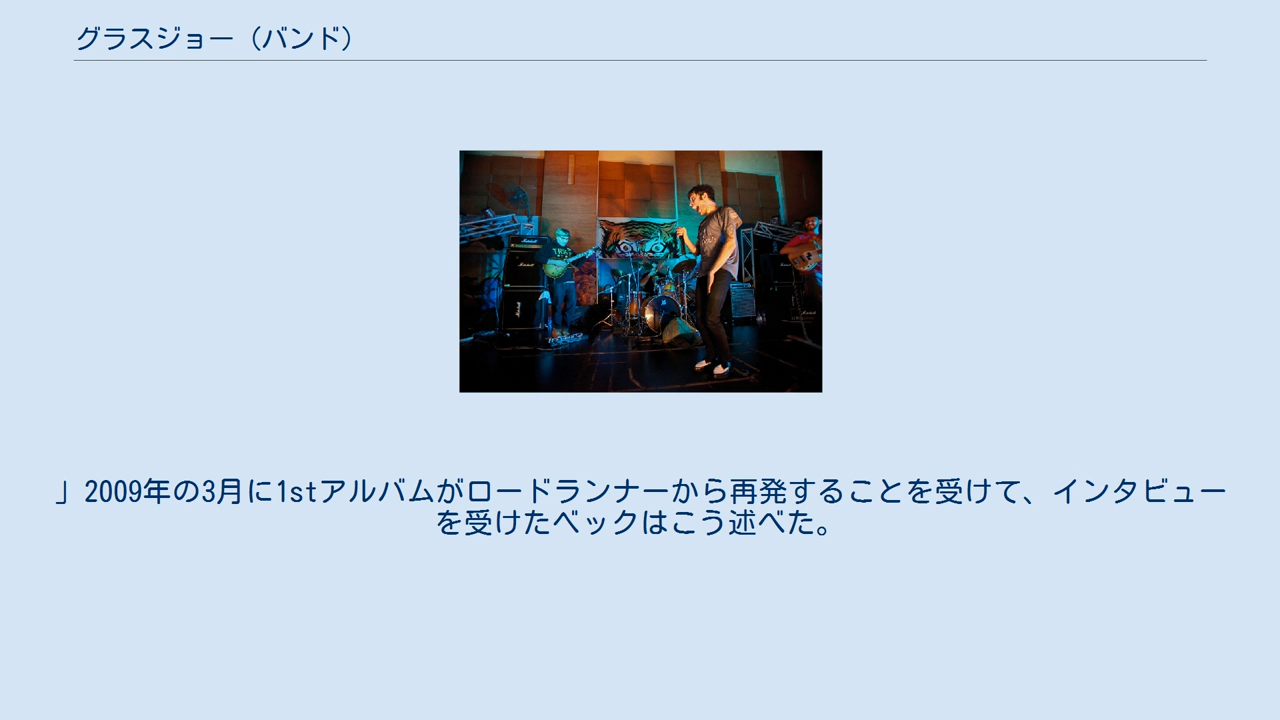 グラスジョー（バンド）
」2009年の3月に1stアルバムがロードランナーから再発することを受けて、インタビュー
を受けたベックはこう述べた。